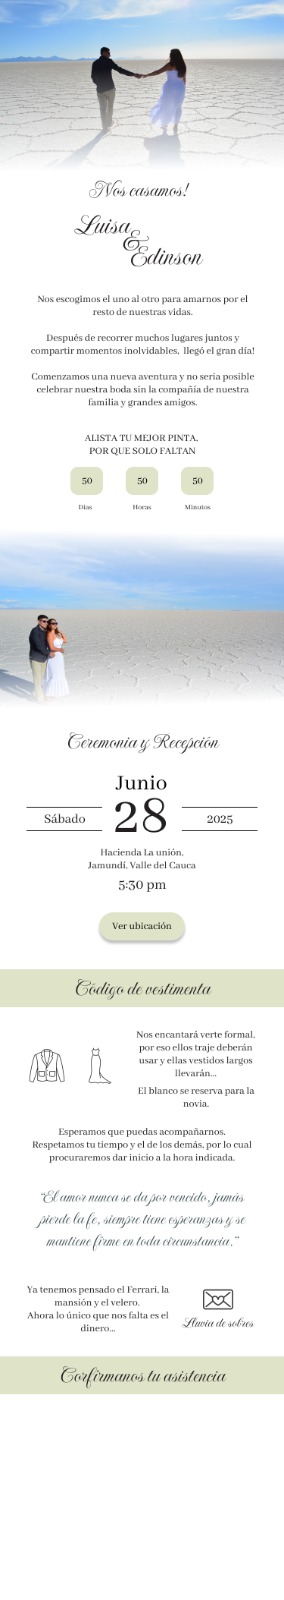 Nos casamos!
Luisa
&
Edinson
Nos escogimos el uno al otro para amarnos por el
resto de nuestras vidas.
Después de recorrer muchos lugares juntos y
compartir momentos inolvidables, llegó el gran día!
Comenzamos una nueva aventura y no seria posible
celebrar nuestra boda sin la compañía de nuestra
familia y grandes amigos.
ALISTA TU MEJOR PINTA,
POR QUE SOLO FALTAN
50 50 50
Días Horas Minutos
Ceremonia y Recepción
Junio
Sábado 28 2025
Hacienda La unión,
Jamundí, Valle del Cauca
5:30 pm
Ver ubicación
Código de vestimenta
Nos encantará verte formal,
por eso ellos traje deberán
usar y ellas vestidos largos
llevarán...
El blanco se reserva para la
novia.
Esperamos que puedas acompañarnos.
Respetamos tu tiempo y el de los demás, por lo cual
procuraremos dar inicio a la hora indicada.
“El amor nunca se da por vencido, jamás
pierde la fe, siempre tiene esperanzas y se
mantiene firme en toda circunstancia.”
Ya tenemos pensado el Ferrari, la
mansión y el velero.
Ahora lo único que nos falta es el
dinero...
Lluvia de sobres
Corfirmanos tu asistencia